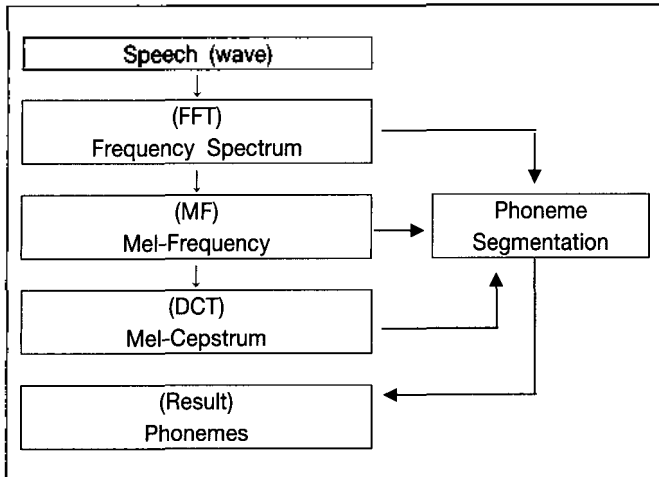 Speech (wave)
↓
(FFT)
Frequency Spectrum
↓
(MF)
Mel-Frequency
↓
(DCT)
Mel-Cepstrum
Phoneme
Segmentation
(Result)
Phonemes